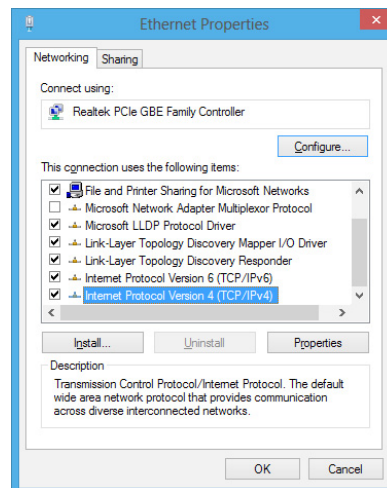 Ethernet Properties
Networking
Sharing
Connect using:
Realtek PCIe GBE Family Controller
Configure...
This connection uses the following items:
File and Printer Sharing for Microsoft Networks
Microsoft Network Adapter Multiplexor Protocol
Microsoft LLDP Protocol Driver
Link-Layer Topology Discovery Mapper I/O Driver
Link-Layer Topology Discovery Responder
Internet Protocol Version 6 (TCP/IPv6)
Internet Protocol Version 4 (TCP/IPv4)
Install...
Uninstall
Properties
Description
Transmission Control Protocol/Internet Protocol. The default
wide area network protocol that provides communication
across diverse interconnected networks.
OK
Cancel